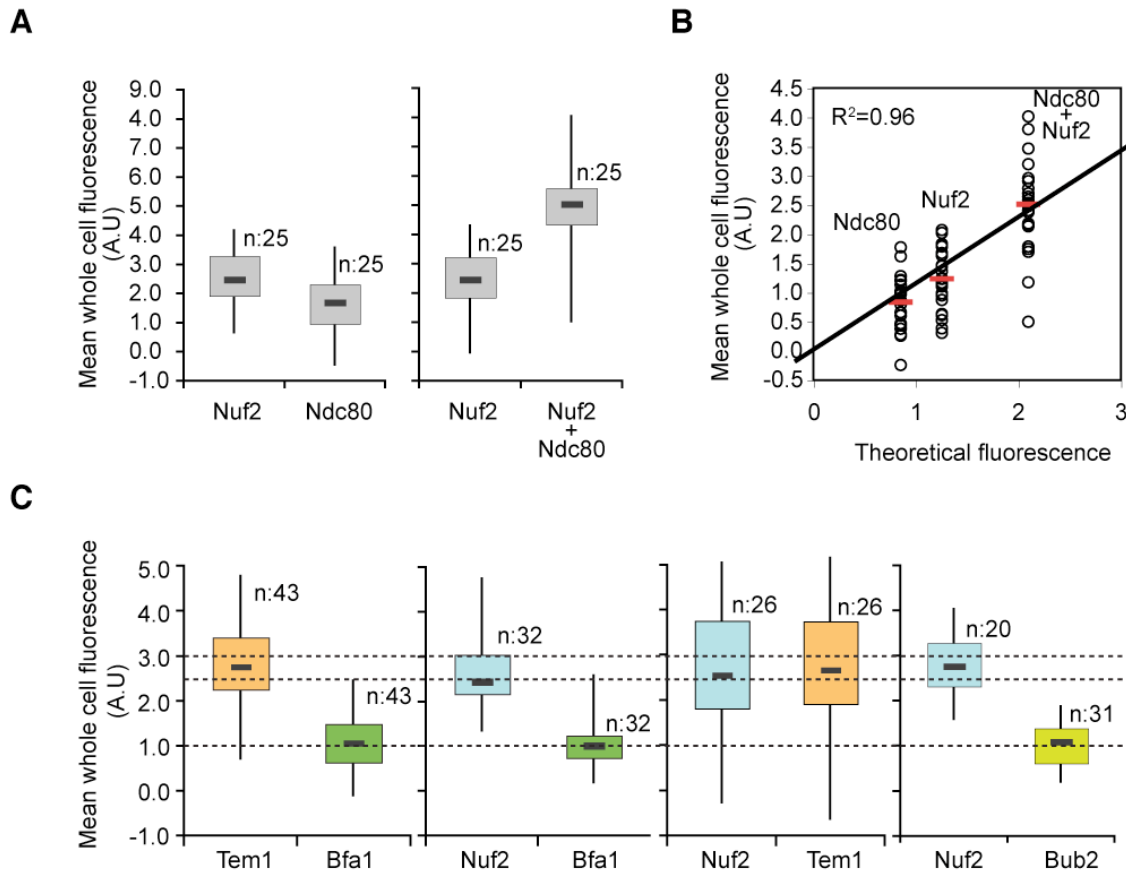 A
Mean whole cell fluorescence
(A.U)
9.0
8.0
7.0
6.0
5.0
4.0
3.0
2.0
1.0
0.0
-1.0
n:25
n:25
n:25
n:25
Nuf2
Ndc80
Nuf2
Nuf2
+
Ndc80
B
Mean whole cell fluorescence
(A.U)
4.5
4.0
3.5
3.0
2.5
2.0
1.5
1.0
0.5
0.0
-0.5
R²=0.96
Ndc80
Nuf2
Ndc80
+
Nuf2
0
1
2
3
Theoretical fluorescence
C
Mean whole cell fluorescence
(A.U)
5.0
4.0
3.0
2.0
1.0
0.0
-1.0
n:43
n:43
n:32
n:32
n:26
n:26
n:20
n:31
Tem1
Bfa1
Nuf2
Bfa1
Nuf2
Tem1
Nuf2
Bub2